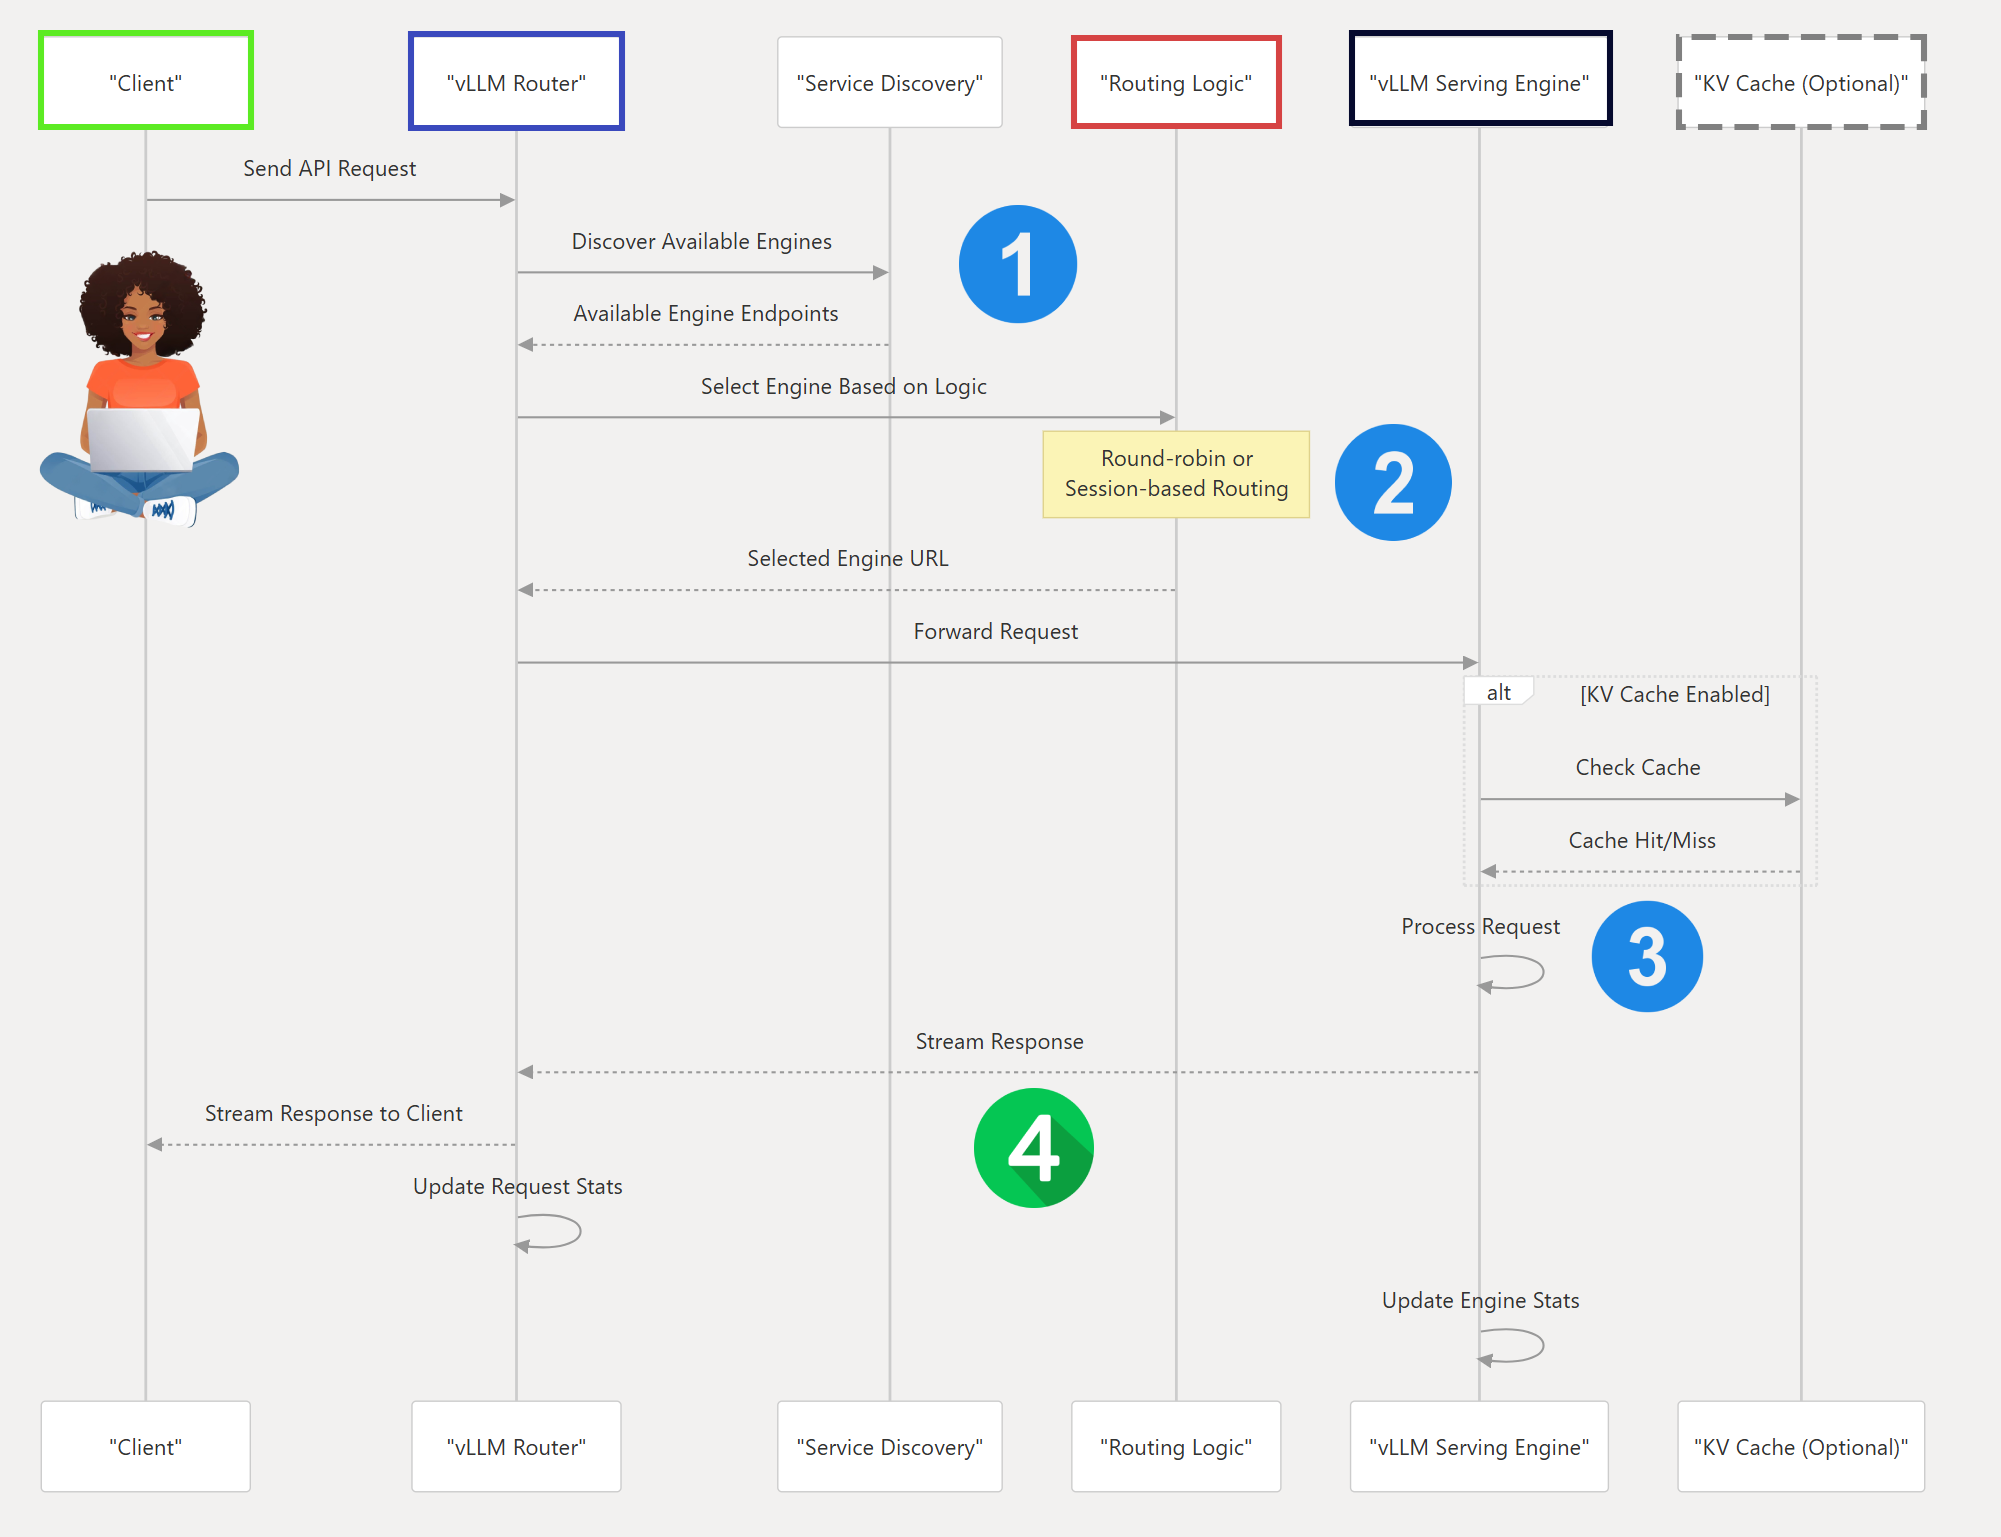 "Client"
"vLLM Router"
"Service Discovery"
"Routing Logic"
"vLLM Serving Engine"
"KV Cache (Optional)"
Send API Request
Discover Available Engines
1
Available Engine Endpoints
Select Engine Based on Logic
Round-robin or
Session-based Routing
2
Selected Engine URL
Forward Request
alt
[KV Cache Enabled]
Check Cache
Cache Hit/Miss
Process Request
3
Stream Response
Stream Response to Client
4
Update Request Stats
Update Engine Stats
"Client"
"vLLM Router"
"Service Discovery"
"Routing Logic"
"vLLM Serving Engine"
"KV Cache (Optional)"